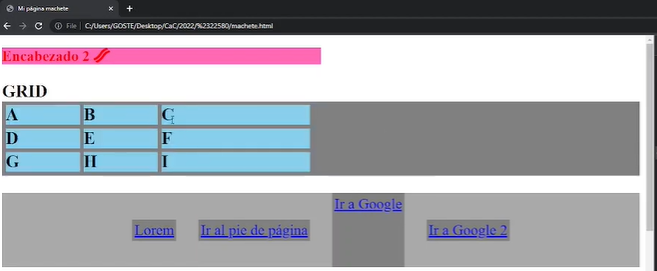 Mi página machete
File
C:/Users/GOSTE/Desktop/CaC/2022/%2322580/machete.html
Encabezado 2
GRID
A B C
D E F
G H I
Ir a Google
Lorem Ir al pie de página Ir a Google 2